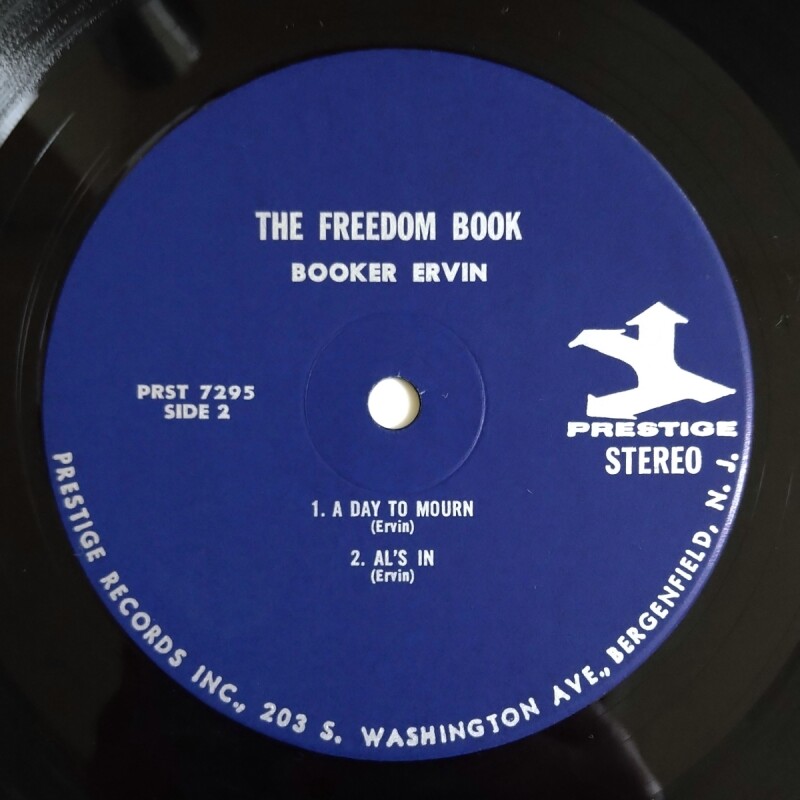 THE FREEDOM BOOK
BOOKER ERVIN
PRST 7295
SIDE 2
PRESTIGE
STEREO
1. A DAY TO MOURN
(Ervin)
2. AL'S IN
(Ervin)
PRESTIGE RECORDS INC., 203 S. WASHINGTON AVE., BERGENFIELD, N. J.